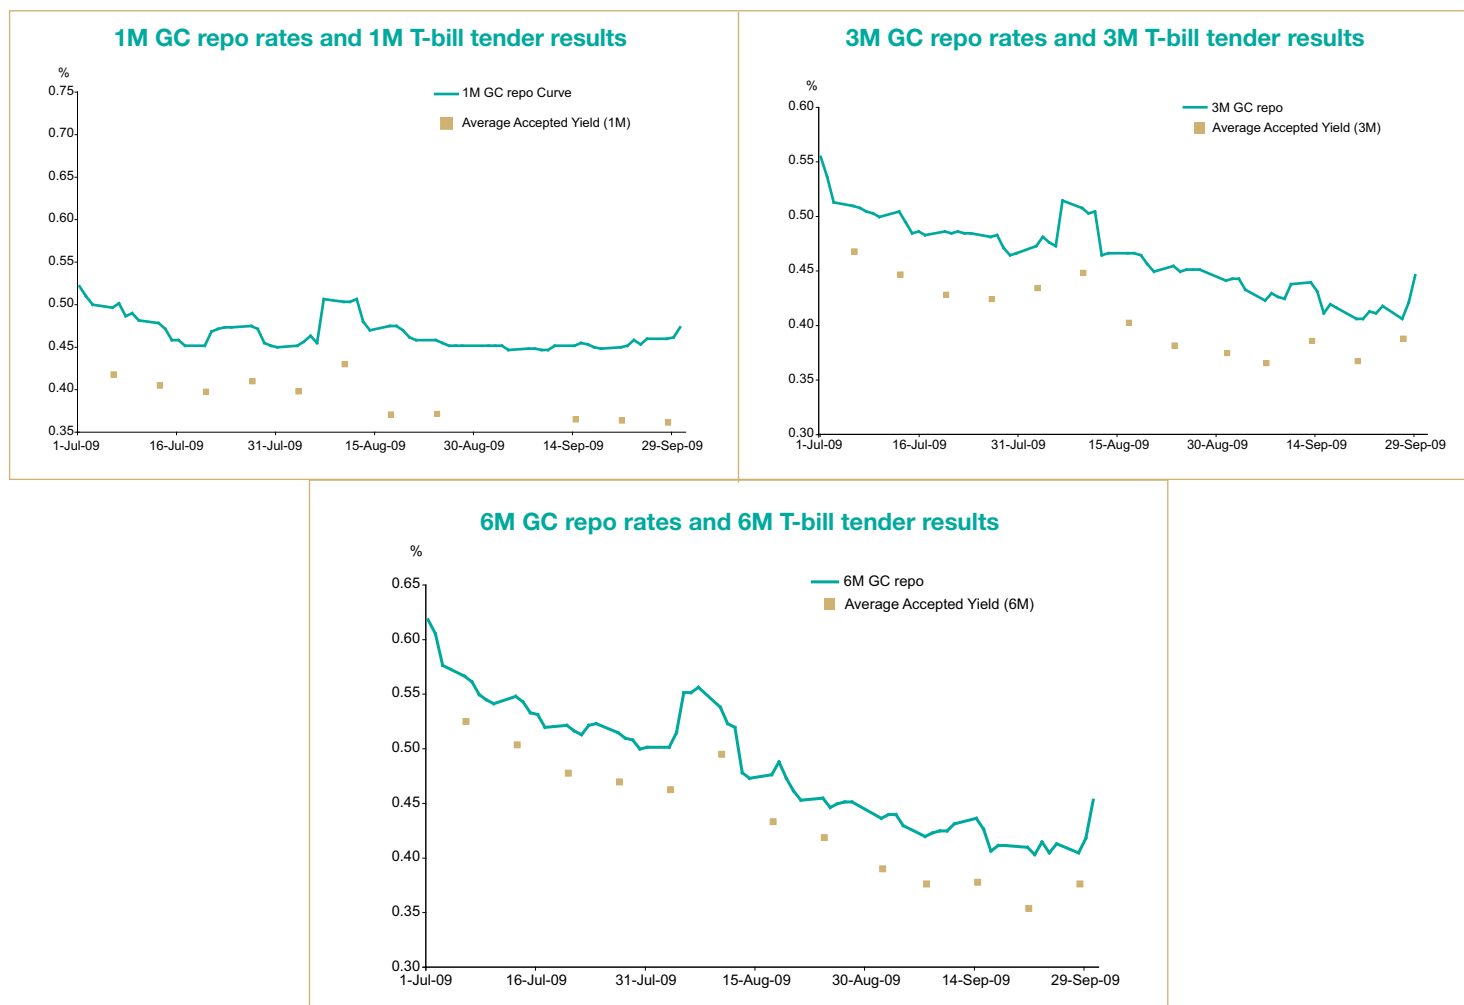 1M GC repo rates and 1M T-bill tender results
%
1M GC repo Curve
Average Accepted Yield (1M)
0.75
0.70
0.65
0.60
0.55
0.50
0.45
0.40
0.35
1-Jul-09 16-Jul-09 31-Jul-09 15-Aug-09 30-Aug-09 14-Sep-09 29-Sep-09
3M GC repo rates and 3M T-bill tender results
%
3M GC repo
Average Accepted Yield (3M)
0.60
0.55
0.50
0.45
0.40
0.35
0.30
1-Jul-09 16-Jul-09 31-Jul-09 15-Aug-09 30-Aug-09 14-Sep-09 29-Sep-09
6M GC repo rates and 6M T-bill tender results
%
6M GC repo
Average Accepted Yield (6M)
0.65
0.60
0.55
0.50
0.45
0.40
0.35
0.30
1-Jul-09 16-Jul-09 31-Jul-09 15-Aug-09 30-Aug-09 14-Sep-09 29-Sep-09